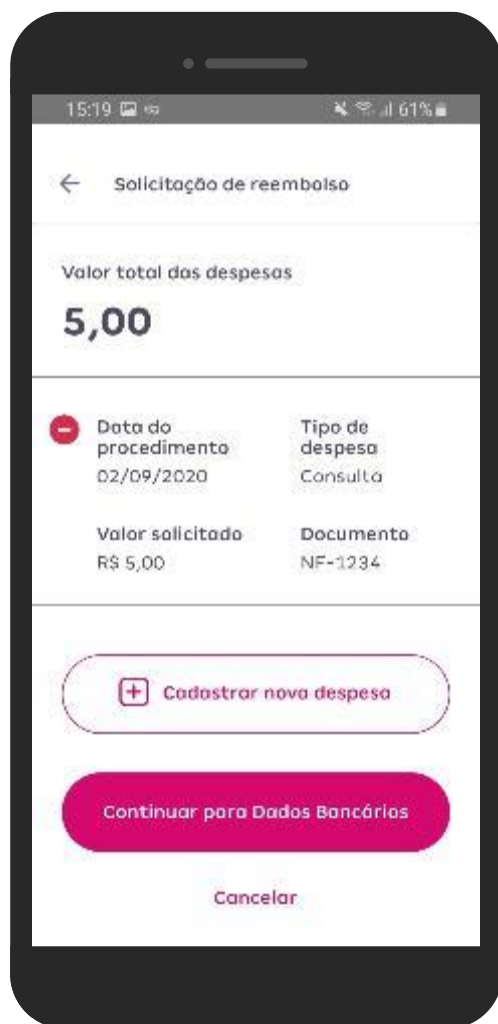 15:19 61%
Solicitação de reembolso
Valor total das despesas
5,00
Data do procedimento
02/09/2020
Tipo de despesa
Consulta
Valor solicitado
R$ 5,00
Documento
NF-1234
Cadastrar nova despesa
Continuar para Dados Bancários
Cancelar